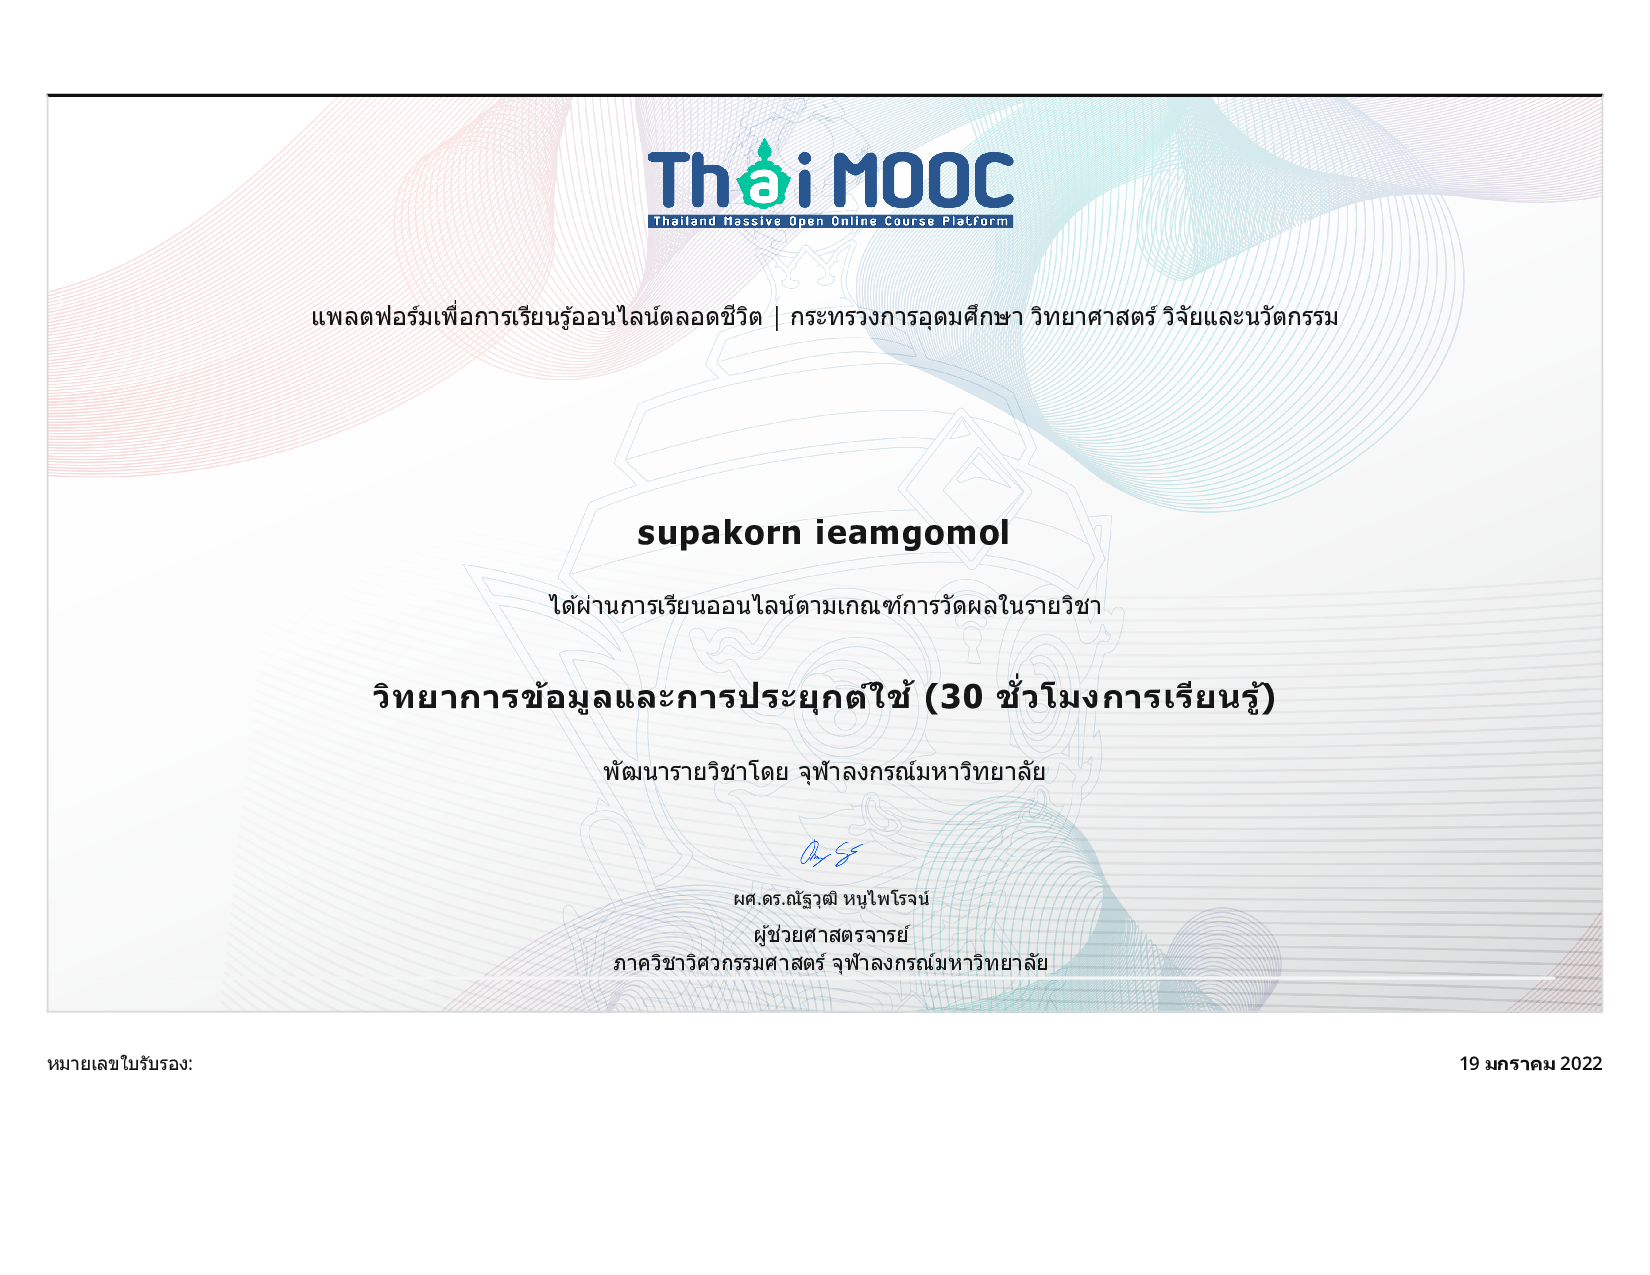 Thai MOOC
Thailand Massive Open Online Course Platform
แพลตฟอร์มเพื่อการเรียนรู้ออนไลน์ตลอดชีวิต | กระทรวงการอุดมศึกษา วิทยาศาสตร์ วิจัยและนวัตกรรม
supakorn ieamgomol
ได้ผ่านการเรียนออนไลน์ตามเกณฑ์การวัดผลในรายวิชา
วิทยาการข้อมูลและการประยุกต์ใช้ (30 ชั่วโมงการเรียนรู้)
พัฒนารายวิชาโดย จุฬาลงกรณ์มหาวิทยาลัย
ผศ.ดร.ณัฐวุฒิ หนูไพโรจน์
ผู้ช่วยศาสตรจารย์
ภาควิชาวิศวกรรมศาสตร์ จุฬาลงกรณ์มหาวิทยาลัย
หมายเลขใบรับรอง:
19 มกราคม 2022